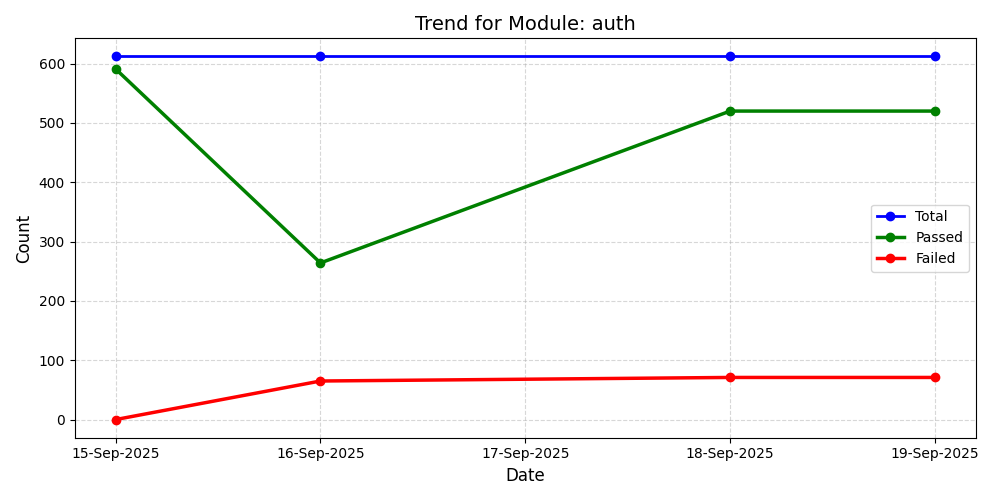 Trend for Module: auth
Count
600
500
400
300
200
100
0
Total
Passed
Failed
15-Sep-2025 16-Sep-2025 17-Sep-2025 18-Sep-2025 19-Sep-2025
Date